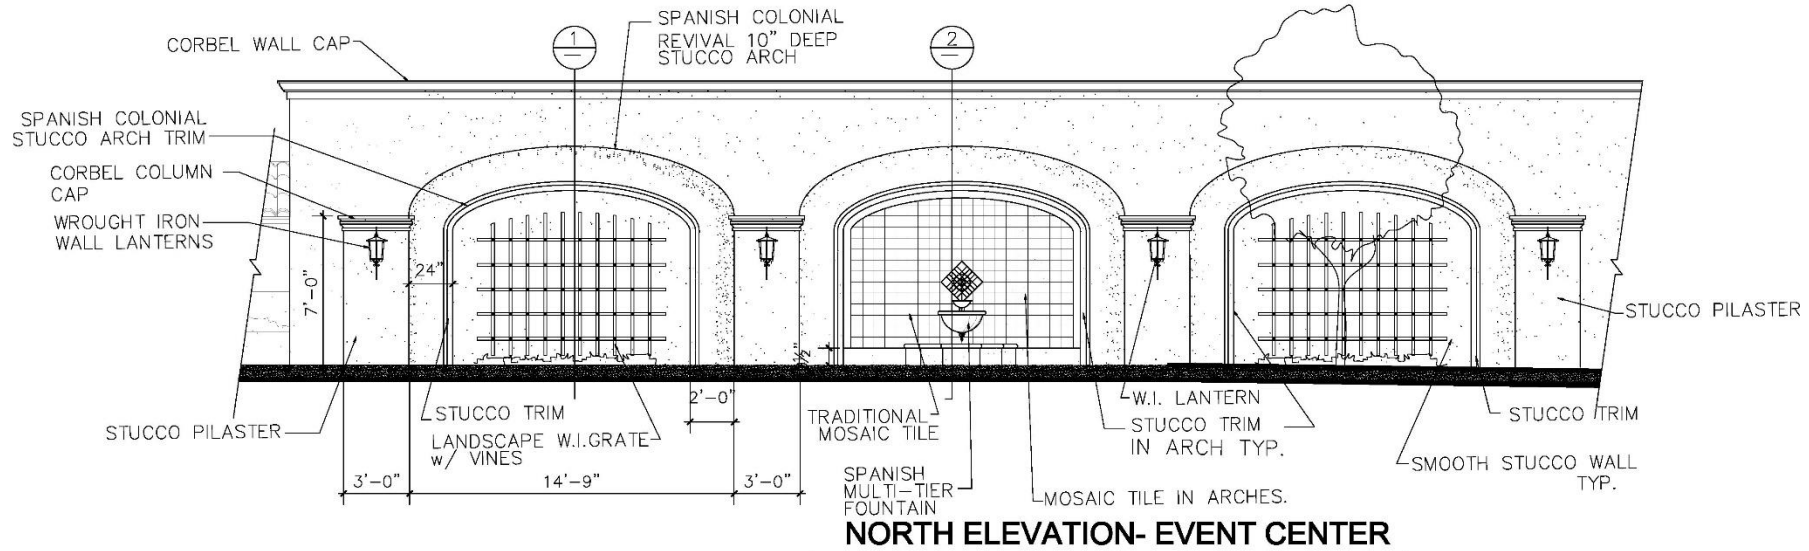 SPANISH COLONIAL
REVIVAL 10" DEEP
STUCCO ARCH
1
2
CORBEL WALL CAP
SPANISH COLONIAL
STUCCO ARCH TRIM
CORBEL COLUMN
CAP
WROUGHT IRON
WALL LANTERNS
24"
7'-0"
STUCCO PILASTER
2'-0"
STUCCO TRIM
LANDSCAPE W.I.GRATE
w/ VINES
STUCCO PILASTER
TRADITIONAL
MOSAIC TILE
W.I. LANTERN
STUCCO TRIM
IN ARCH TYP.
STUCCO TRIM
SMOOTH STUCCO WALL
TYP.
3'-0"
14'-9"
3'-0"
SPANISH
MULTI-TIER
FOUNTAIN
MOSAIC TILE IN ARCHES.
NORTH ELEVATION- EVENT CENTER